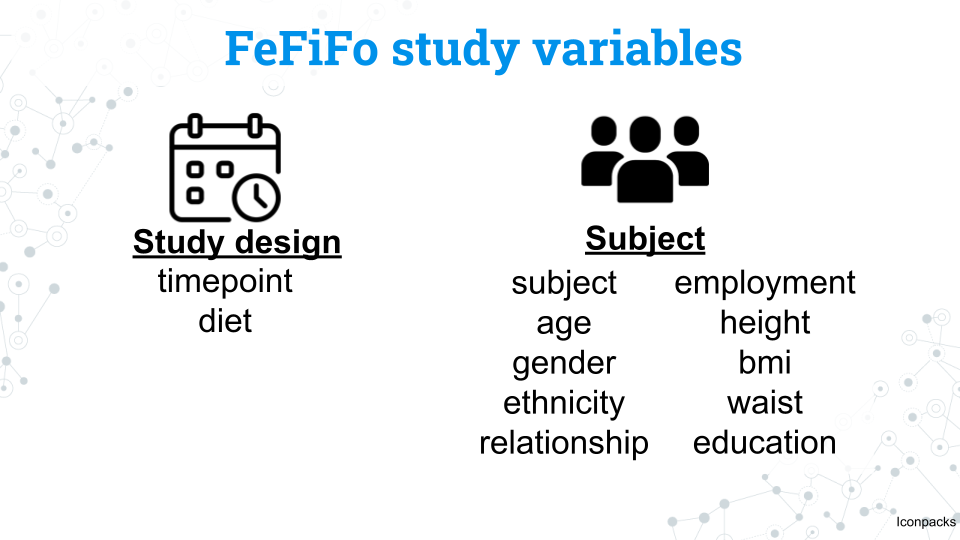 FeFiFo study variables
Study design
timepoint
diet
Subject
subject
age
gender
ethnicity
relationship
employment
height
bmi
waist
education
Iconpacks